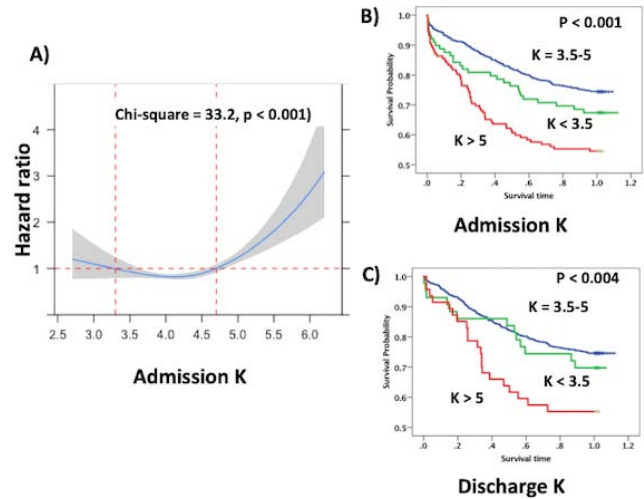 A)
Chi-square = 33.2, p < 0.001)
Hazard ratio
4
3
2
1
2.5 3.0 3.5 4.0 4.5 5.0 5.5 6.0
Admission K
B)
P < 0.001
K = 3.5-5
K < 3.5
K > 5
Survival Probability
1.0
0.9
0.8
0.7
0.6
0.5
.0 .2 .4 .6 .8 1.0 1.2
Survival time
Admission K
C)
P < 0.004
K = 3.5-5
K < 3.5
K > 5
Survival Probability
1.0
0.9
0.8
0.7
0.6
0.5
.0 .2 .4 .6 .8 1.0 1.2
Survival time
Discharge K